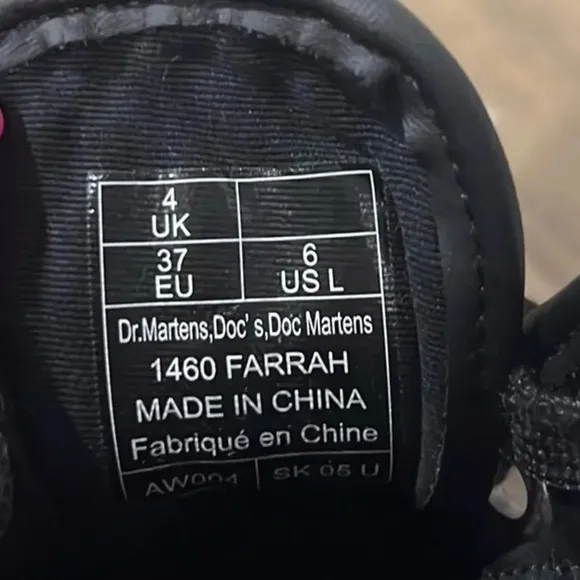 4
UK
37 6
EU US L
Dr.Martens,Doc's,Doc Martens
1460 FARRAH
MADE IN CHINA
Fabriqué en Chine
AW004 SK 05 U